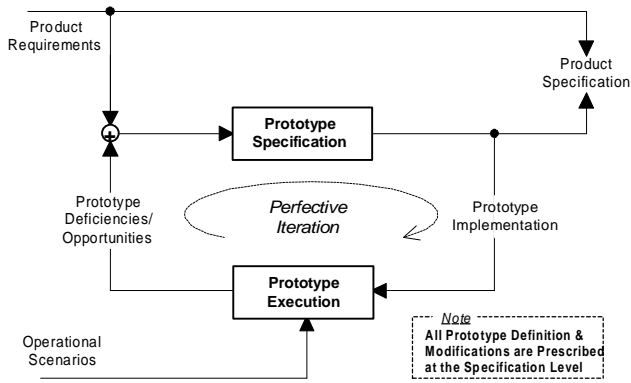 Product
Requirements
Product
Specification
+
Prototype
Specification
Prototype
Deficiencies/
Opportunities
Perfective
Iteration
Prototype
Implementation
Prototype
Execution
Operational
Scenarios
Note
All Prototype Definition &
Modifications are Prescribed
at the Specification Level